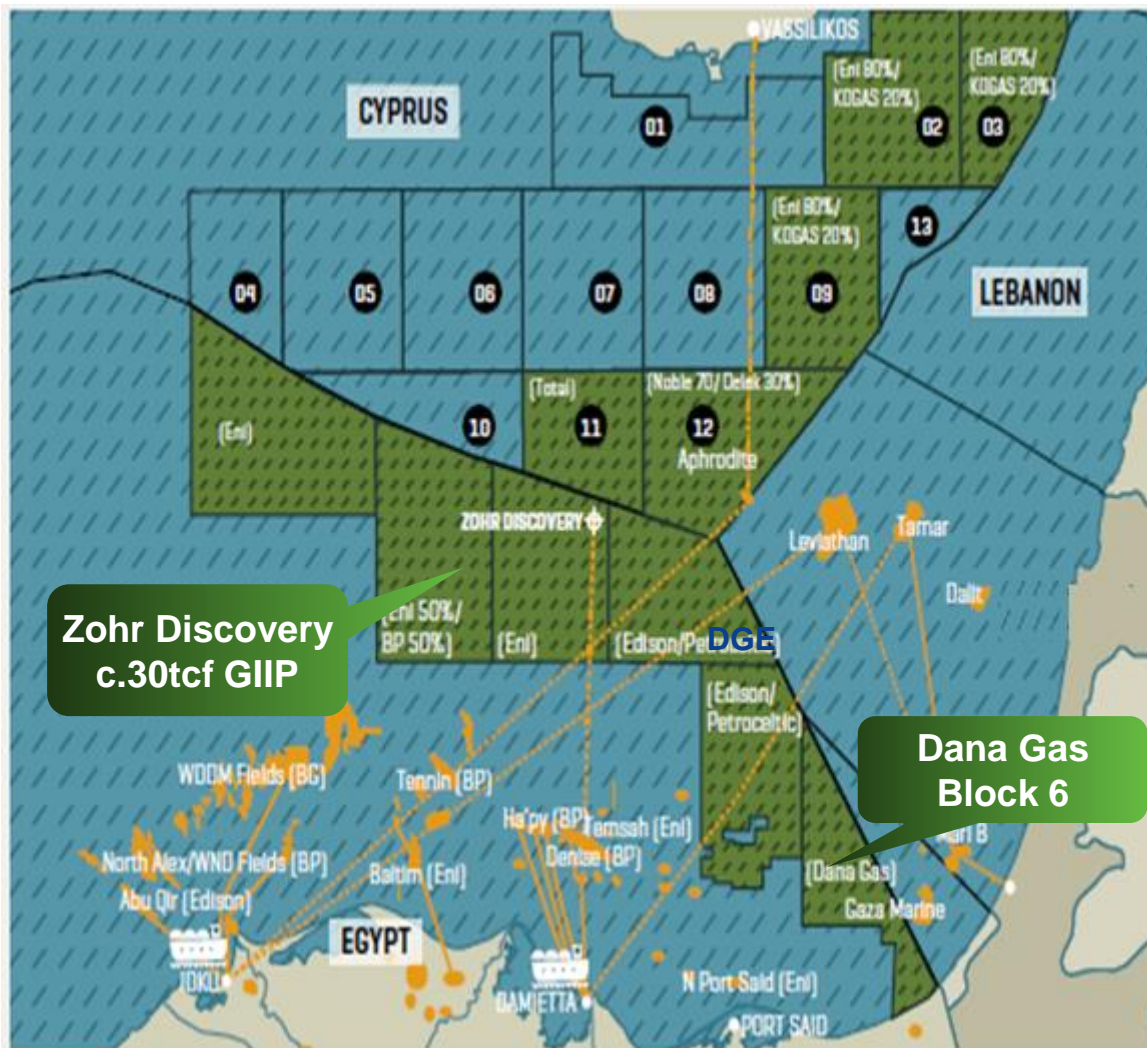 VASSILIKOS
CYPRUS
(Eni 80%/
KOGAS 20%)
(Eni 80%/
KOGAS 20%)
01
02
03
(Eni 80%/
KOGAS 20%)
13
04
05
06
07
08
09
LEBANON
(Total)
(Noble 70/ Delek 30%)
(Eni)
10
11
12
Aphrodite
ZOHR DISCOVERY
Leviathan
Tamar
Dalit
Zohr Discovery
c.30tcf GIIP
(Eni 50%/
BP 50%)
(Eni)
(Edison/
DGE
(Edison/
Petroceltic)
Dana Gas
Block 6
WDDM Fields (BG)
Tennin (BP)
Ha'py (BP)
Temsah (Eni)
Denise (BP)
Mari B
North Alex/WND Fields (BP)
Baltim (Eni)
(Dana Gas)
Abu Qir (Edison)
Gaza Marine
EGYPT
IDKU
DAMIETTA
N Port Said (Eni)
PORT SAID